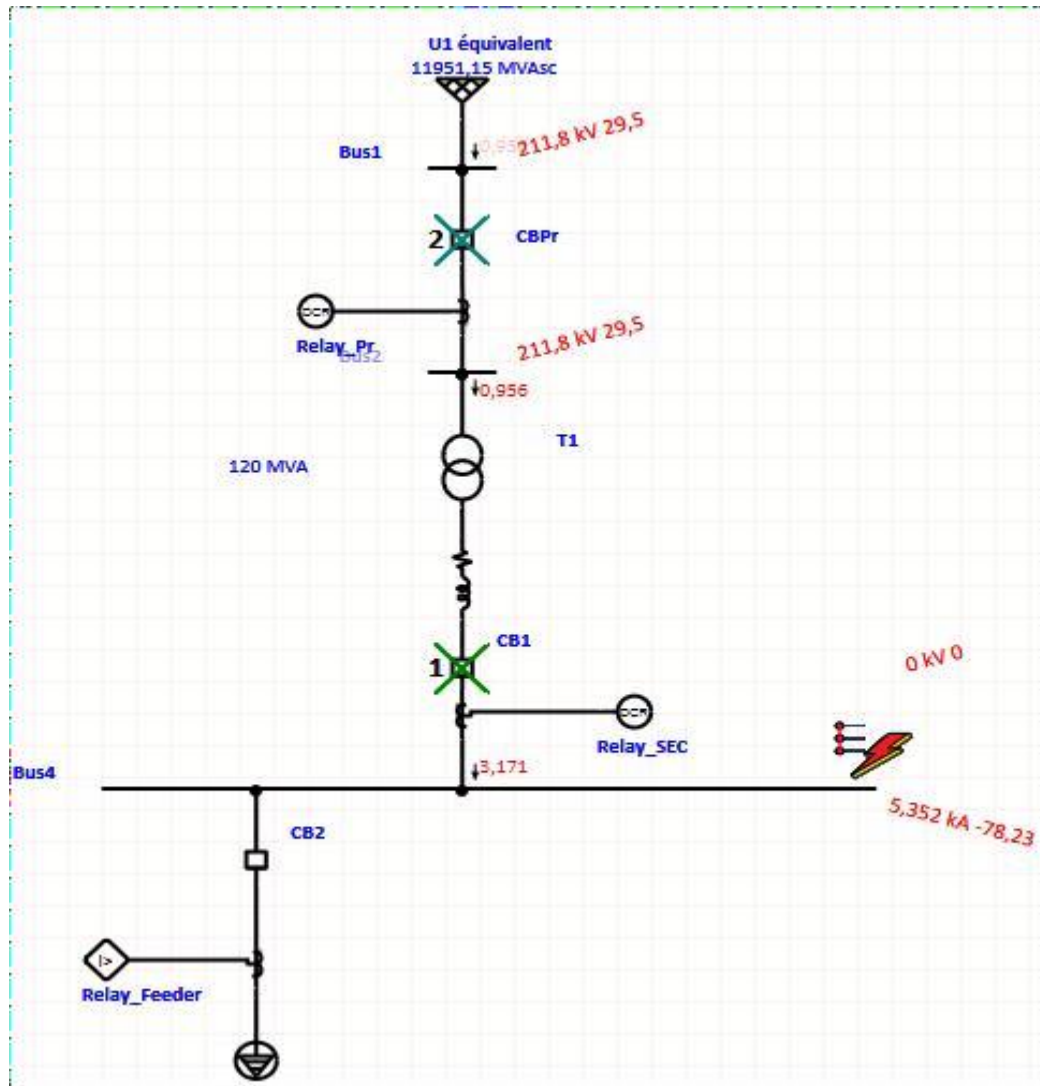 U1 équivalent
11951,15 MVAsc
211,8 kV 29,5
Bus1
2
CBPr
OCR
Relay_Pr
Bus2
211,8 kV 29,5
0,956
T1
120 MVA
CB1
1
0 kV 0
OCR
Relay_SEC
3,171
Bus4
5,352 kA -78,23
CB2
I>
Relay_Feeder